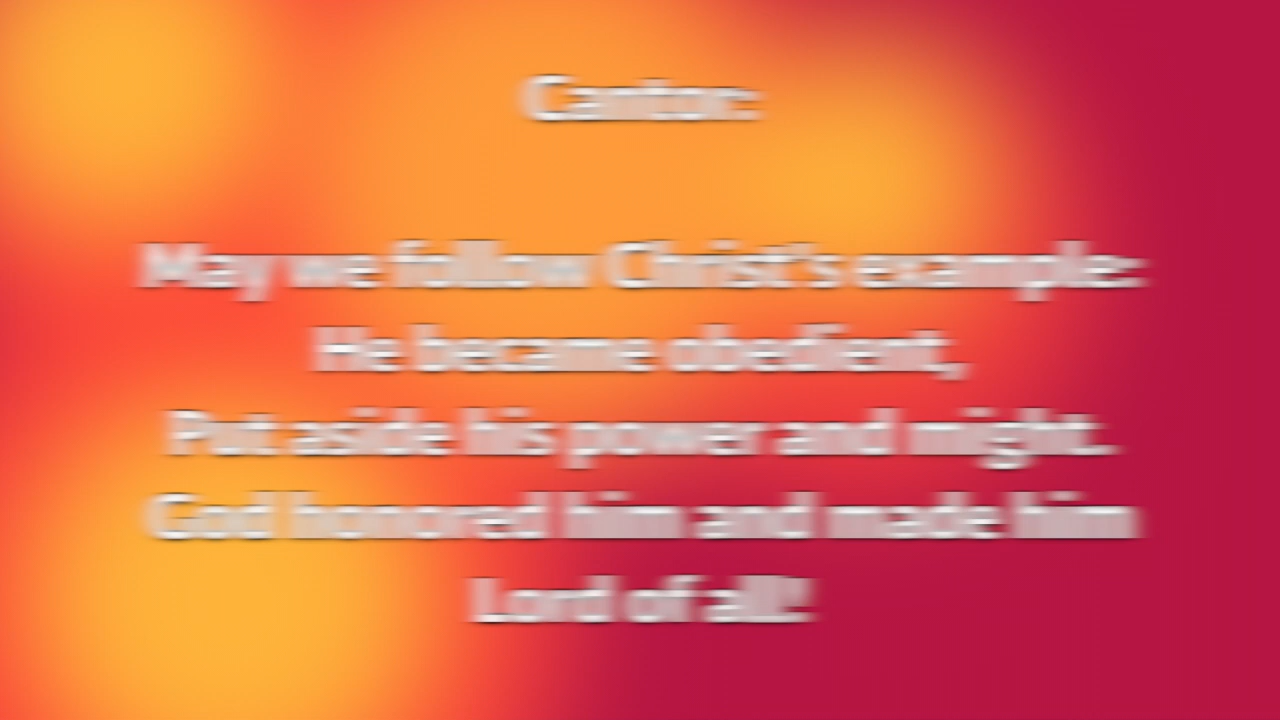 Cantor:
May we follow Christ's example:
He became obedient,
Put aside his power and might.
God honored him and made him
Lord of all!